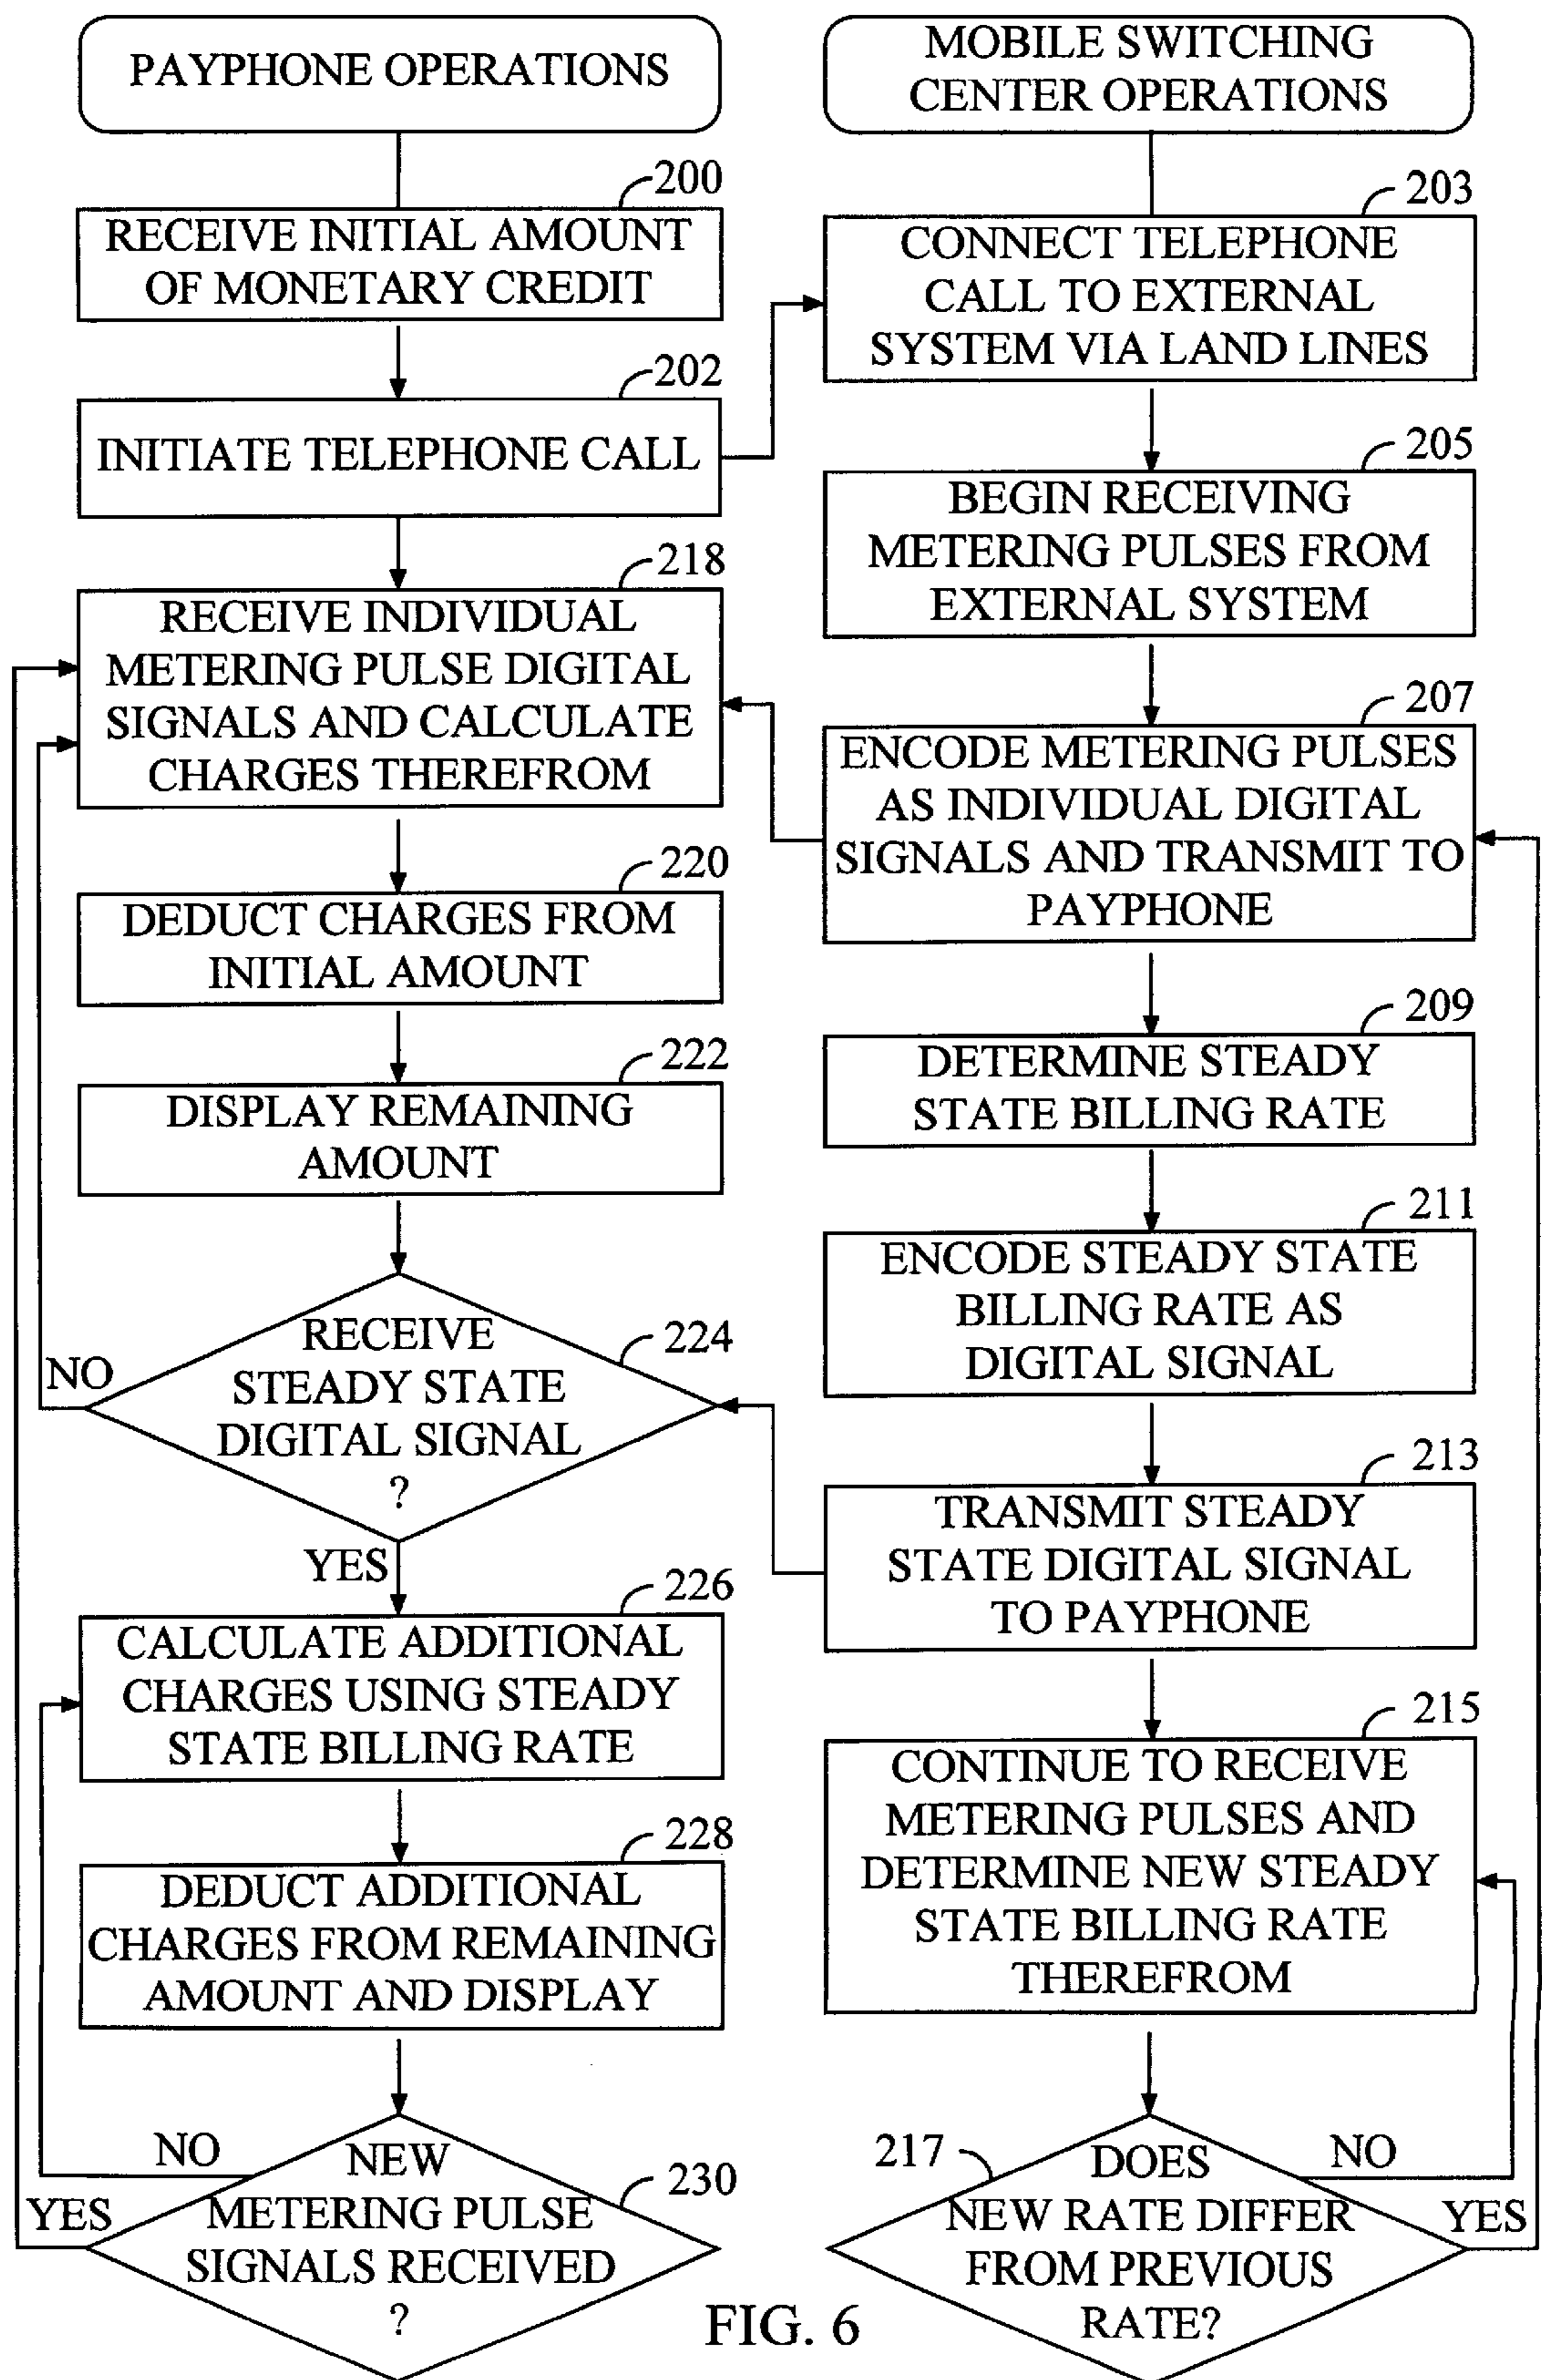 PAYPHONE OPERATIONS
200
RECEIVE INITIAL AMOUNT
OF MONETARY CREDIT
202
INITIATE TELEPHONE CALL
218
RECEIVE INDIVIDUAL
METERING PULSE DIGITAL
SIGNALS AND CALCULATE
CHARGES THEREFROM
220
DEDUCT CHARGES FROM
INITIAL AMOUNT
222
DISPLAY REMAINING
AMOUNT
224
RECEIVE
STEADY STATE
DIGITAL SIGNAL
?
NO
YES
226
CALCULATE ADDITIONAL
CHARGES USING STEADY
STATE BILLING RATE
228
DEDUCT ADDITIONAL
CHARGES FROM REMAINING
AMOUNT AND DISPLAY
230
NEW
METERING PULSE
SIGNALS RECEIVED
?
NO
YES
MOBILE SWITCHING
CENTER OPERATIONS
203
CONNECT TELEPHONE
CALL TO EXTERNAL
SYSTEM VIA LAND LINES
205
BEGIN RECEIVING
METERING PULSES FROM
EXTERNAL SYSTEM
207
ENCODE METERING PULSES
AS INDIVIDUAL DIGITAL
SIGNALS AND TRANSMIT TO
PAYPHONE
209
DETERMINE STEADY
STATE BILLING RATE
211
ENCODE STEADY STATE
BILLING RATE AS
DIGITAL SIGNAL
213
TRANSMIT STEADY
STATE DIGITAL SIGNAL
TO PAYPHONE
215
CONTINUE TO RECEIVE
METERING PULSES AND
DETERMINE NEW STEADY
STATE BILLING RATE
THEREFROM
217
DOES
NEW RATE DIFFER
FROM PREVIOUS
RATE?
NO
YES
FIG. 6